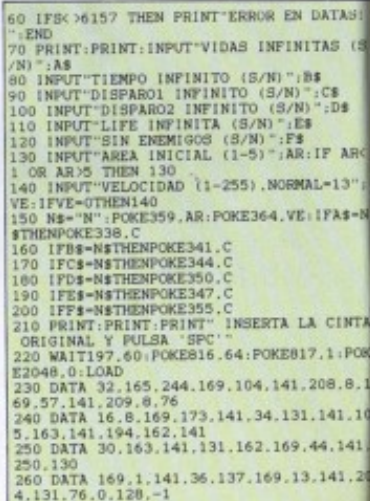 60 IFS<>6157 THEN PRINT"ERROR EN DATAS!
":END
70 PRINT:PRINT:INPUT"VIDAS INFINITAS (S
/N)":A$
80 INPUT"TIEMPO INFINITO (S/N)":B$
90 INPUT"DISPARO1 INFINITO (S/N)":C$
100 INPUT"DISPARO2 INFINITO (S/N)":D$
110 INPUT"LIFE INFINITA (S/N)":E$
120 INPUT"SIN ENEMIGOS (S/N)":F$
130 INPUT"AREA INICIAL (1-5)":AR:IF AR<
1 OR AR>5 THEN 130
140 INPUT"VELOCIDAD (1-255),NORMAL=13":
VE:IFVE=0THEN140
150 N$="N":POKE359,AR:POKE364,VE:IFA$=N
$THENPOKE338,C
160 IFB$=N$THENPOKE341,C
170 IFC$=N$THENPOKE344,C
180 IFD$=N$THENPOKE350,C
190 IFE$=N$THENPOKE347,C
200 IFF$=N$THENPOKE355,C
210 PRINT:PRINT:PRINT" INSERTA LA CINTA
ORIGINAL Y PULSA 'SPC'"
220 WAIT197,60:POKE816,64:POKE817,1:POK
E2048,0:LOAD
230 DATA 32,165,244,169,104,141,208,8,1
69,57,141,209,8,76
240 DATA 16,8,169,173,141,34,131,141,10
5,163,141,194,162,141
250 DATA 30,163,141,131,162,169,44,141,
250,130
260 DATA 169,1,141,36,137,169,13,141,20
4,131,76,0,128,-1